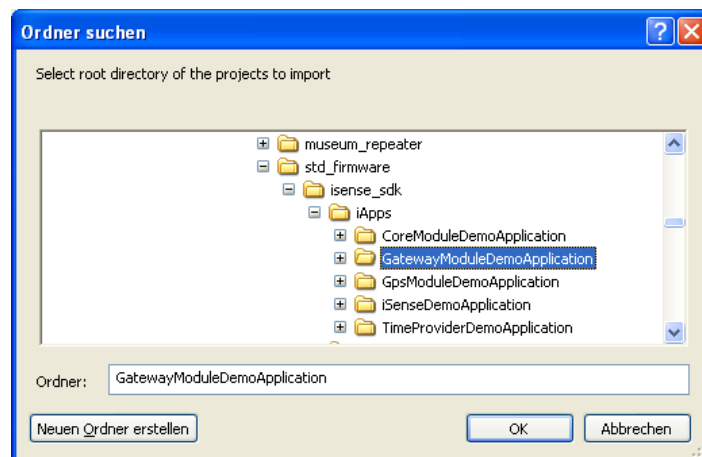 Ordner suchen
Select root directory of the projects to import
museum_repeater
std_firmware
isense_sdk
iApps
CoreModuleDemoApplication
GatewayModuleDemoApplication
GpsModuleDemoApplication
iSenseDemoApplication
TimeProviderDemoApplication
Ordner: GatewayModuleDemoApplication
Neuen Ordner erstellen OK Abbrechen